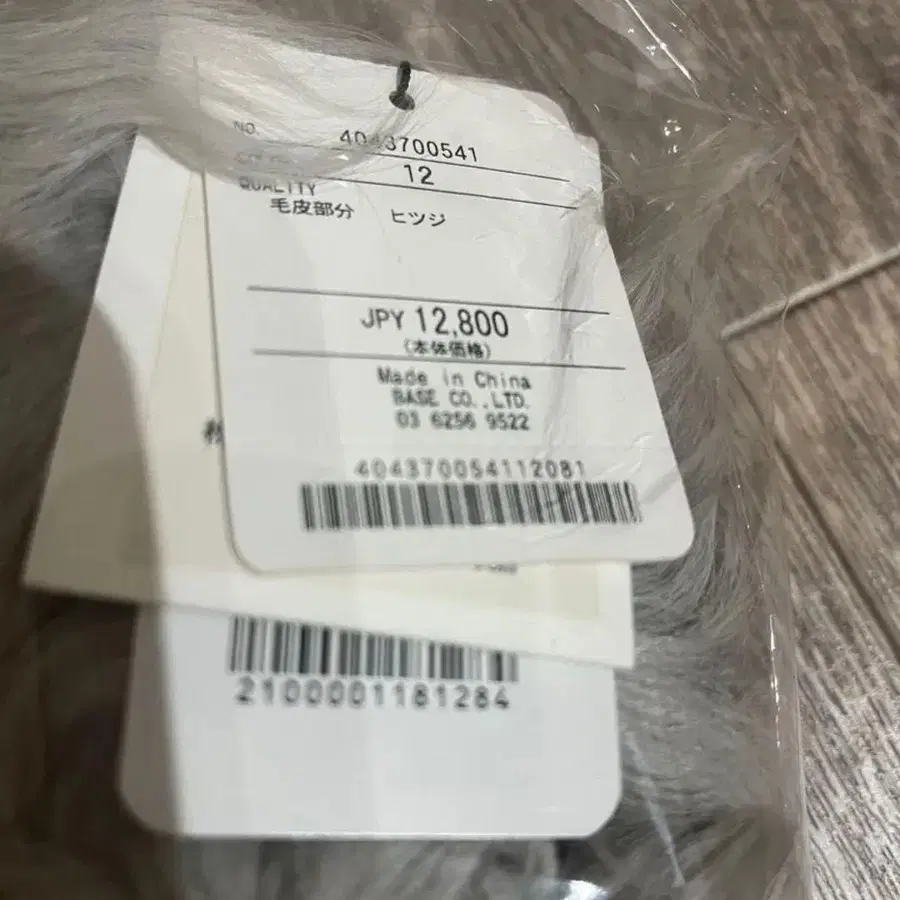 NO. 4043700541
12
QUALITY
毛皮部分 ヒツジ
JPY 12,800
(本体価格)
Made in China
BASE CO.,LTD.
03 6256 9522
404370054112081
2100001181284